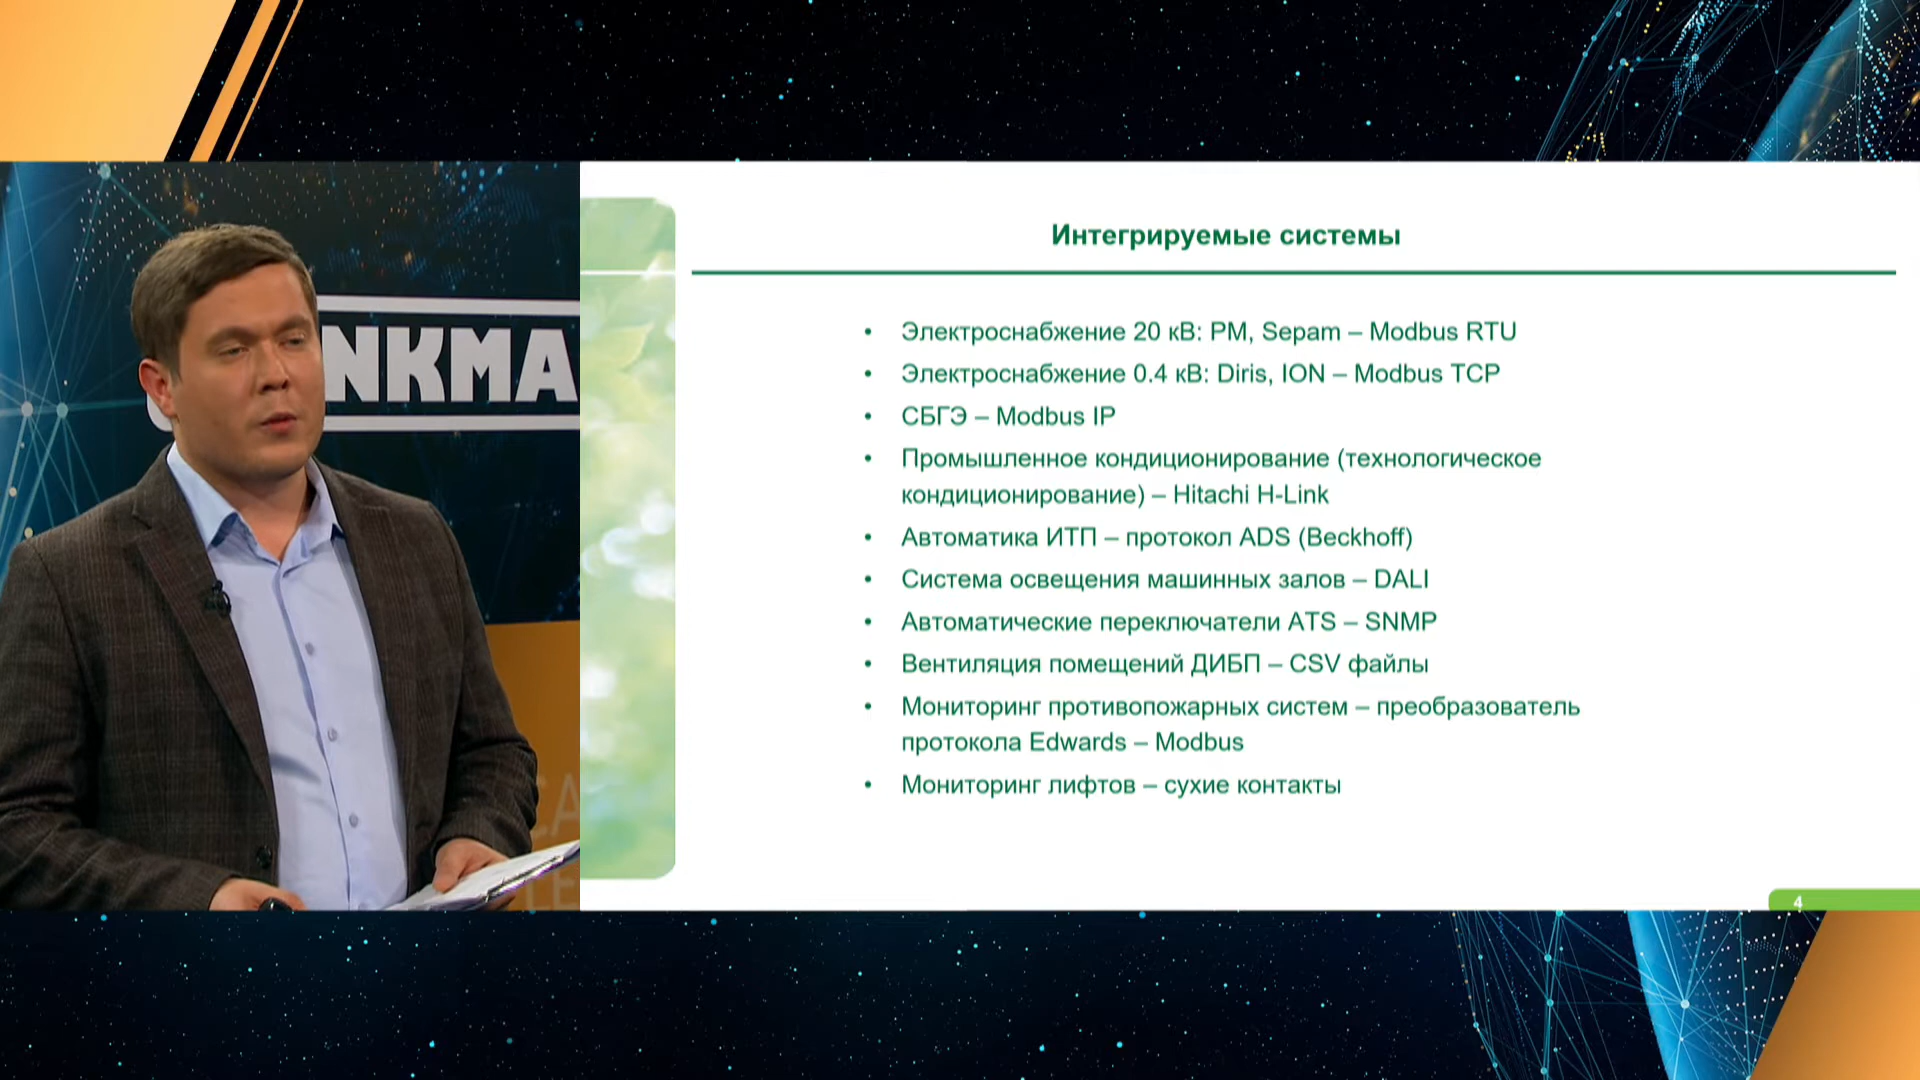 NKMA
Интегрируемые системы
• Электроснабжение 20 кВ: PM, Sepam – Modbus RTU
• Электроснабжение 0.4 кВ: Diris, ION – Modbus TCP
• СБГЭ – Modbus IP
• Промышленное кондиционирование (технологическое
кондиционирование) – Hitachi H-Link
• Автоматика ИТП – протокол ADS (Beckhoff)
• Система освещения машинных залов – DALI
• Автоматические переключатели ATS – SNMP
• Вентиляция помещений ДИБП – CSV файлы
• Мониторинг противопожарных систем – преобразователь
протокола Edwards – Modbus
• Мониторинг лифтов – сухие контакты
4